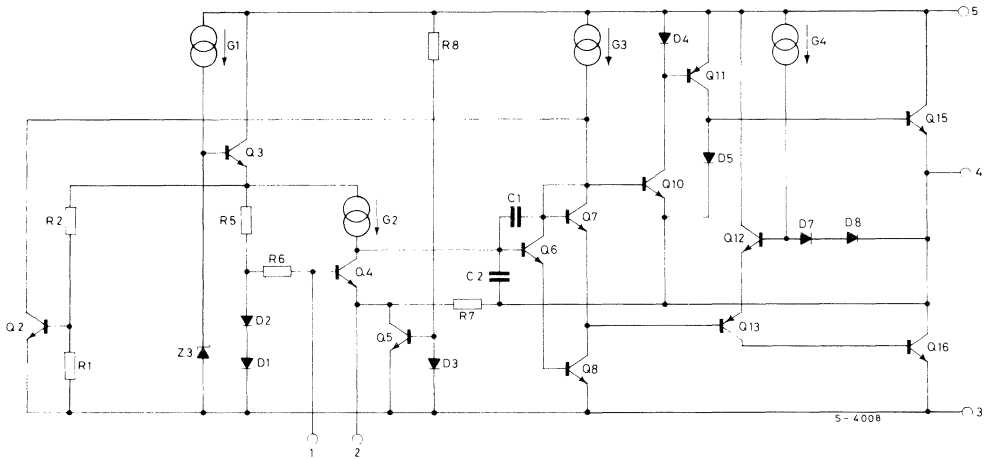 5
G1
R8
G3
D4
G4
Q11
Q15
Q3
D5
4
R2
R5
G2
C1
Q10
Q7
D7
D8
Q12
Q6
R6
Q4
C2
R7
Q2
D2
Q5
Q13
Q16
Z3
D1
D3
Q8
R1
3
S-4008
1
2